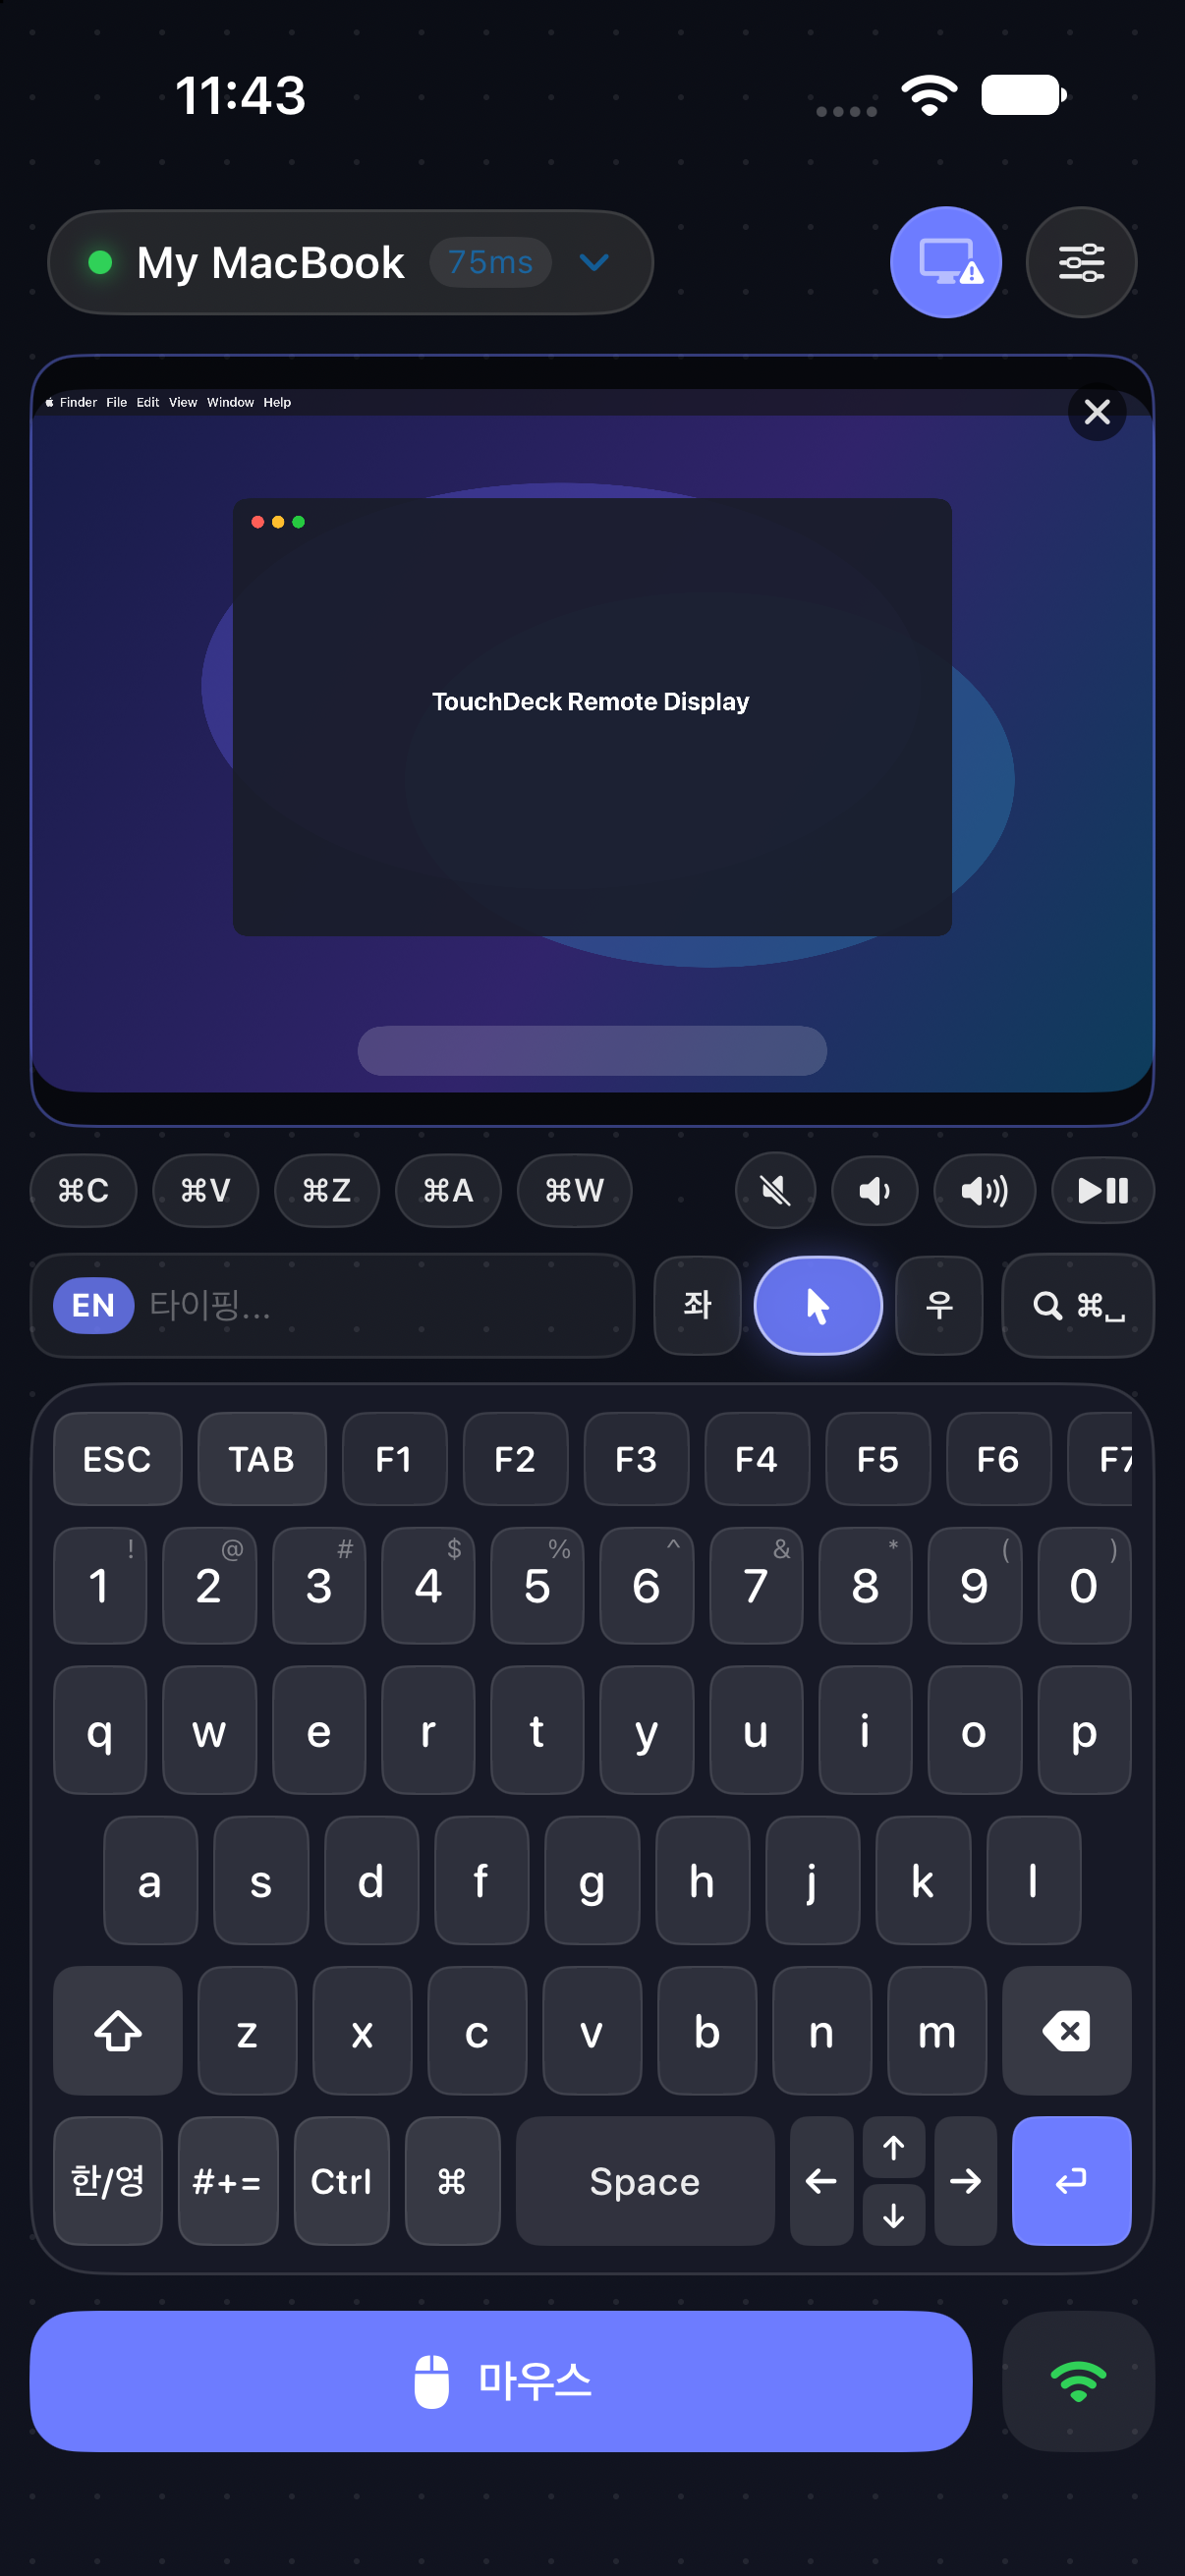 11:43
My MacBook 75ms
Finder File Edit View Window Help
TouchDeck Remote Display
⌘C ⌘V ⌘Z ⌘A ⌘W
EN 타이핑... 좌 우 ⌘⎵
ESC TAB F1 F2 F3 F4 F5 F6 F7
! @ # $ % ^ & * ( )
1 2 3 4 5 6 7 8 9 0
q w e r t y u i o p
a s d f g h j k l
z x c v b n m
한/영 #+= Ctrl ⌘ Space ← ↑ ↓ →
마우스